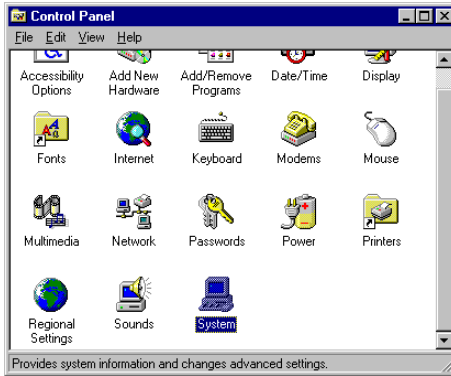 Control Panel
File Edit View Help
Accessibility Options
Add New Hardware
Add/Remove Programs
Date/Time
Display
Fonts
Internet
Keyboard
Modems
Mouse
Multimedia
Network
Passwords
Power
Printers
Regional Settings
Sounds
System
Provides system information and changes advanced settings.